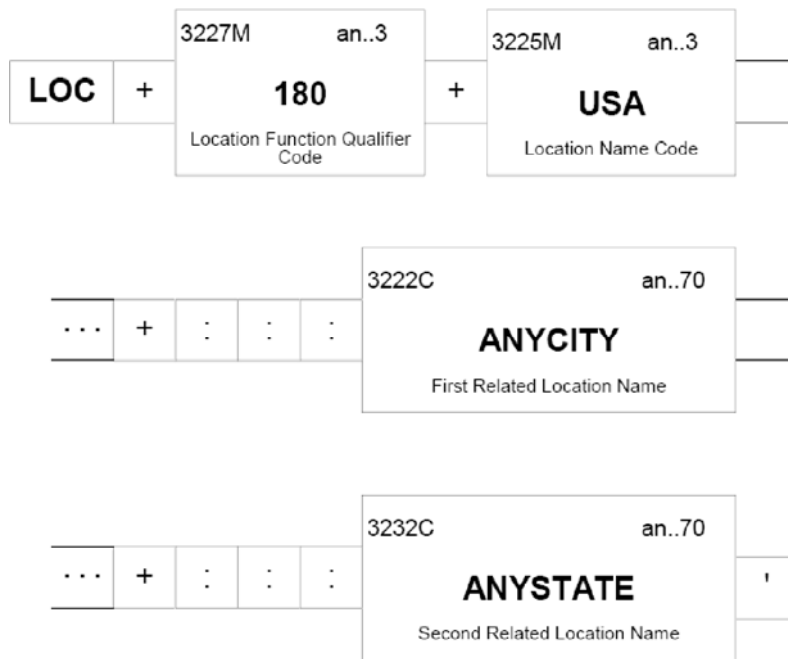 3227M an..3 3225M an..3
LOC + 180 + USA
Location Function Qualifier
Code
Location Name Code
3222C an..70
... + : : : ANYCITY
First Related Location Name
3232C an..70
... + : : : ANYSTATE '
Second Related Location Name